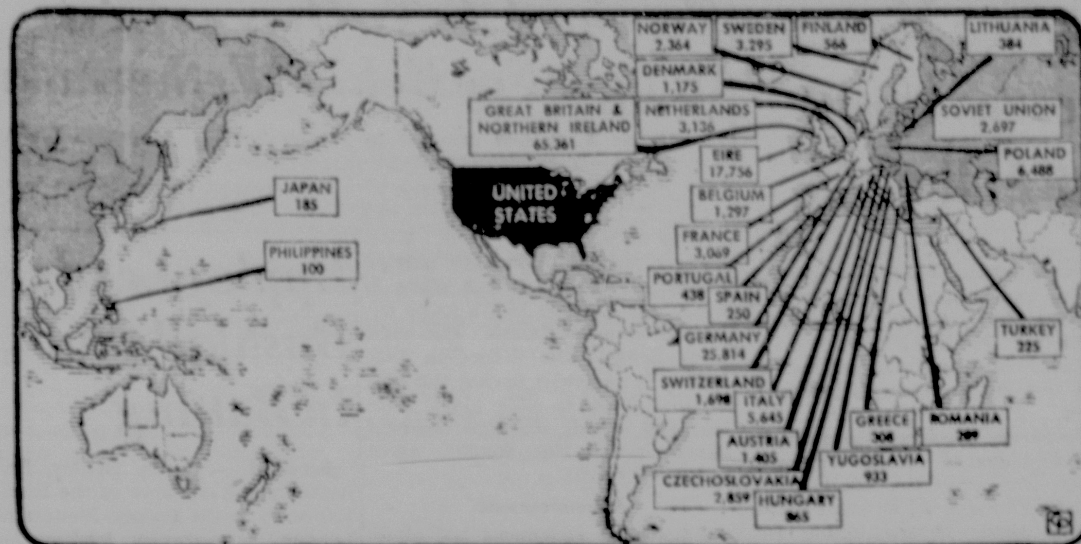 NORWAY
2,364
SWEDEN
3,295
FINLAND
566
LITHUANIA
384
DENMARK
1,175
GREAT BRITAIN &
NORTHERN IRELAND
65,361
NETHERLANDS
3,136
SOVIET UNION
2,697
EIRE
17,756
POLAND
6,488
BELGIUM
1,297
UNITED
STATES
JAPAN
185
FRANCE
3,069
PHILIPPINES
100
PORTUGAL
438
SPAIN
250
GERMANY
25,814
TURKEY
225
SWITZERLAND
1,698
ITALY
5,645
GREECE
308
ROMANIA
289
AUSTRIA
1,405
YUGOSLAVIA
933
CZECHOSLOVAKIA
2,859
HUNGARY
865